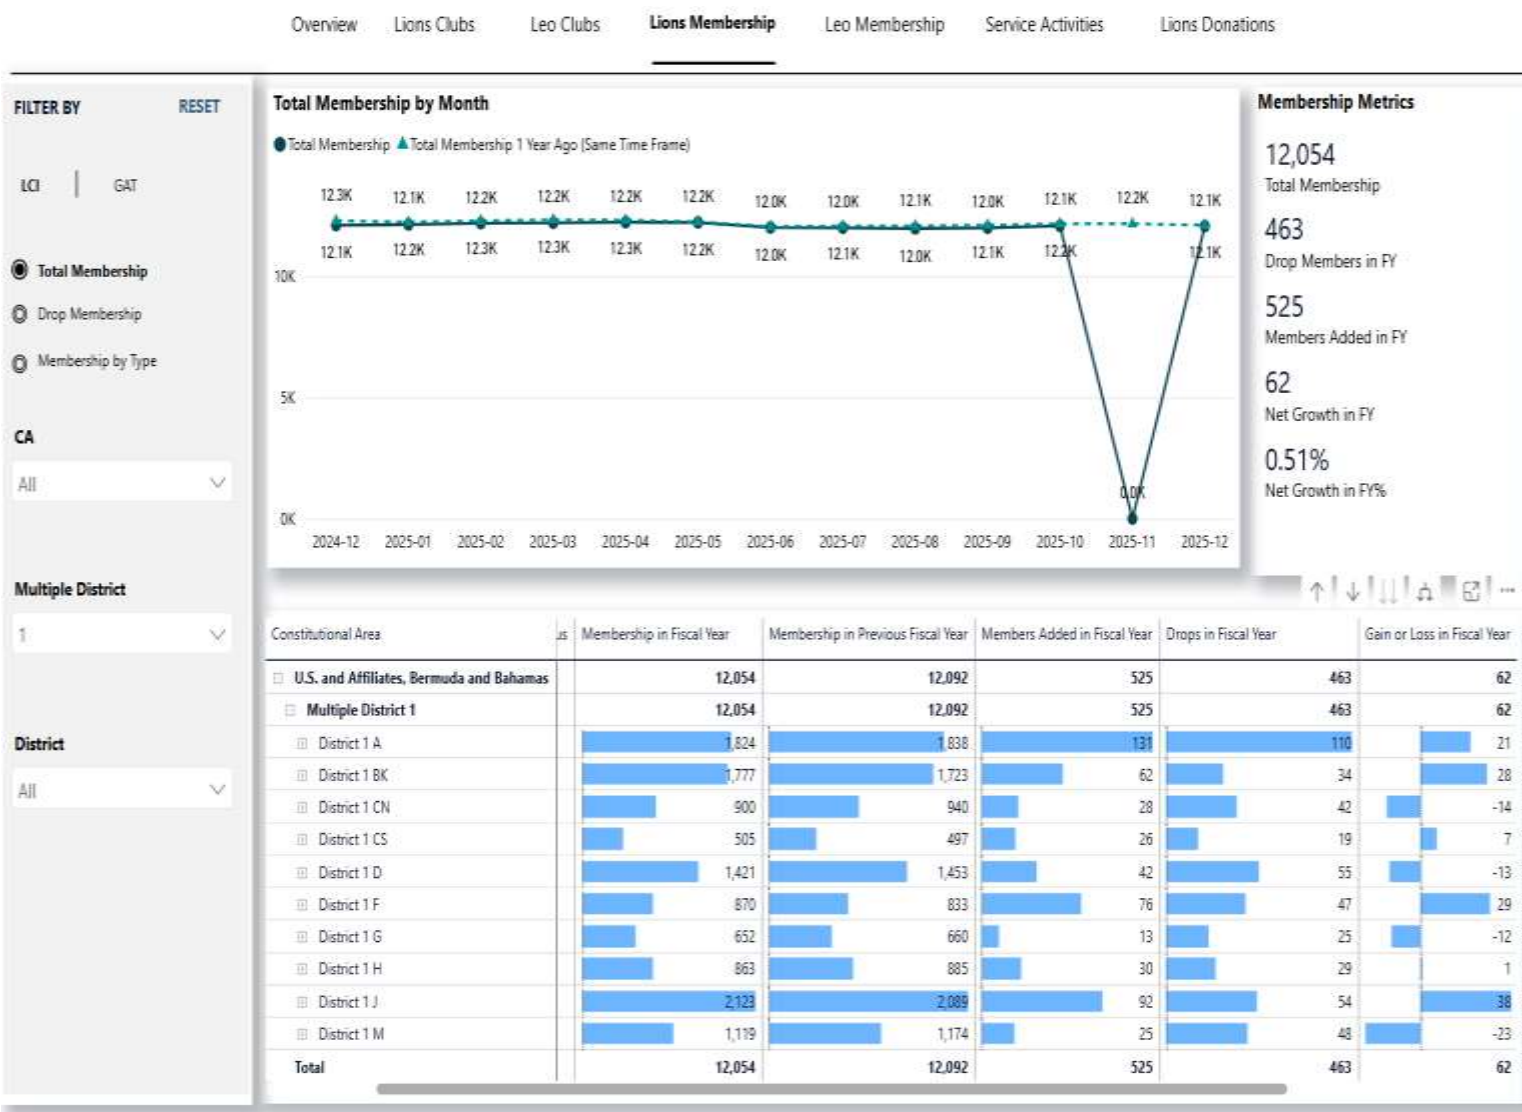 Overview Lions Clubs Leo Clubs Lions Membership Leo Membership Service Activities Lions Donations
FILTER BY RESET
LCI | GAT
Total Membership
Drop Membership
Membership by Type
CA
All
Multiple District
1
District
All
Total Membership by Month
Total Membership Total Membership 1 Year Ago (Same Time Frame)
12.3K 12.1K 12.2K 12.2K 12.2K 12.2K 12.0K 12.0K 12.1K 12.0K 12.1K 12.2K 12.1K
12.1K 12.2K 12.3K 12.3K 12.3K 12.2K 12.0K 12.1K 12.0K 12.1K 12.2K 12.1K
10K
5K
0.0K
0K
2024-12 2025-01 2025-02 2025-03 2025-04 2025-05 2025-06 2025-07 2025-08 2025-09 2025-10 2025-11 2025-12
Membership Metrics
12,054
Total Membership
463
Drop Members in FY
525
Members Added in FY
62
Net Growth in FY
0.51%
Net Growth in FY%
Constitutional Area us Membership in Fiscal Year Membership in Previous Fiscal Year Members Added in Fiscal Year Drops in Fiscal Year Gain or Loss in Fiscal Year
U.S. and Affiliates, Bermuda and Bahamas 12,054 12,092 525 463 62
Multiple District 1 12,054 12,092 525 463 62
District 1 A 1,824 1,838 131 110 21
District 1 BK 1,777 1,723 62 34 28
District 1 CN 900 940 28 42 -14
District 1 CS 505 497 26 19 7
District 1 D 1,421 1,453 42 55 -13
District 1 F 870 833 76 47 29
District 1 G 652 660 13 25 -12
District 1 H 863 885 30 29 1
District 1 J 2,123 2,089 92 54 38
District 1 M 1,119 1,174 25 48 -23
Total 12,054 12,092 525 463 62